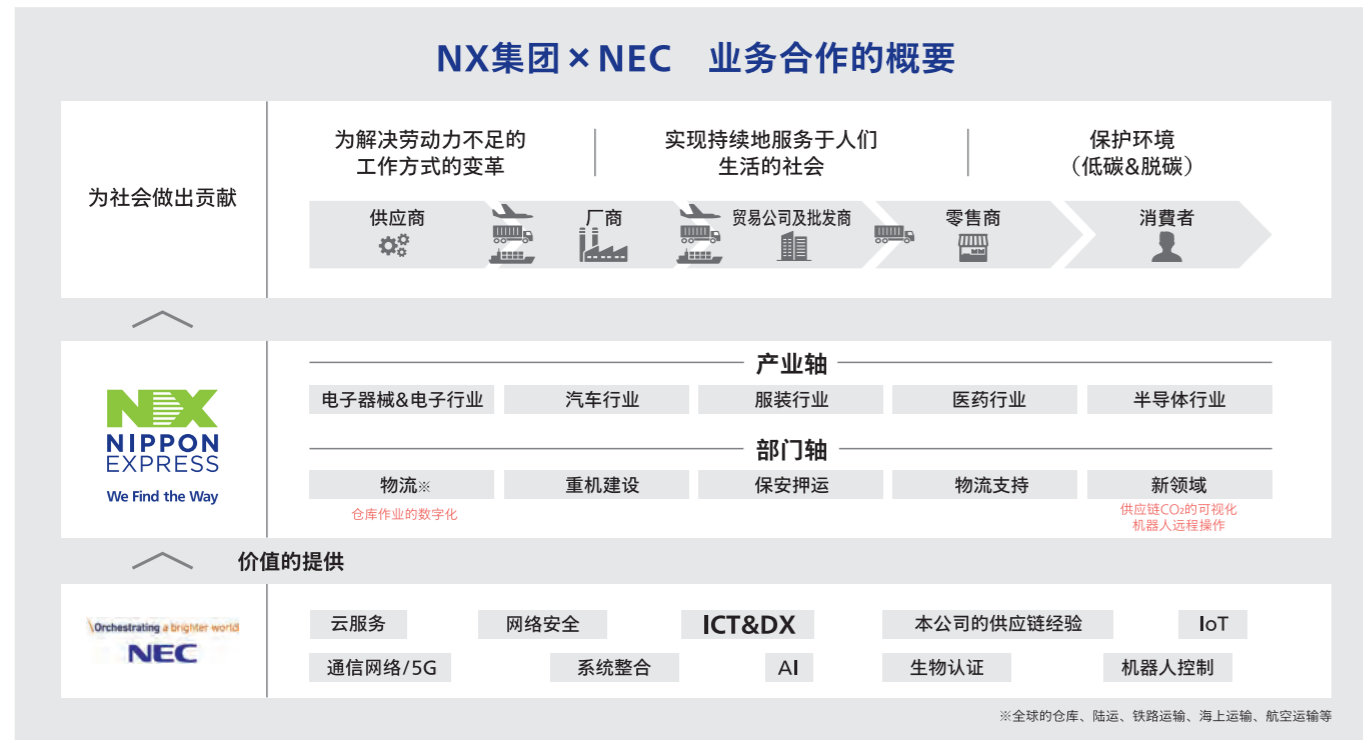 NX集团×NEC 业务合作的概要
为社会做出贡献
为解决劳动力不足的
工作方式的变革
实现持续地服务于人们
生活的社会
保护环境
（低碳&脱碳）
供应商
厂商
贸易公司及批发商
零售商
消費者
NX
NIPPON
EXPRESS
We Find the Way
产业轴
电子器械&电子行业
汽车行业
服装行业
医药行业
半导体行业
部门轴
物流※
重机建设
保安押运
物流支持
新领域
仓库作业的数字化
供应链CO₂的可视化
机器人远程操作
价值的提供
\Orchestrating a brighter world
NEC
云服务
网络安全
ICT&DX
本公司的供应链经验
IoT
通信网络/5G
系统整合
AI
生物认证
机器人控制
※全球的仓库、陆运、铁路运输、海上运输、航空运输等